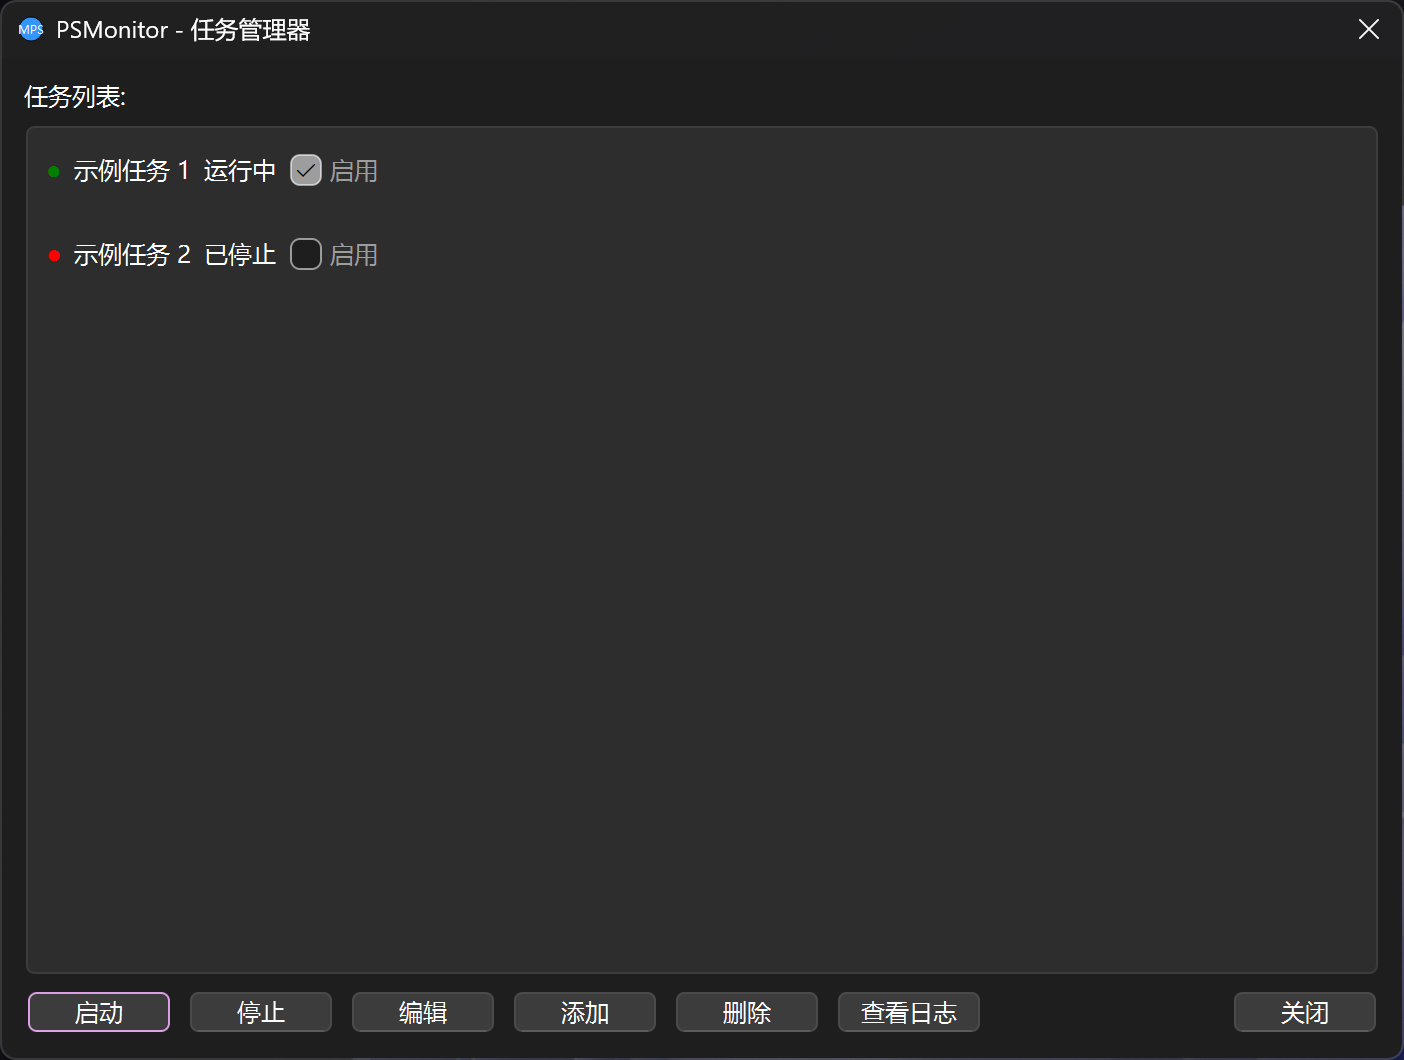 MPS PSMonitor - 任务管理器
任务列表:
示例任务 1 运行中 启用
示例任务 2 已停止 启用
启动 停止 编辑 添加 删除 查看日志 关闭